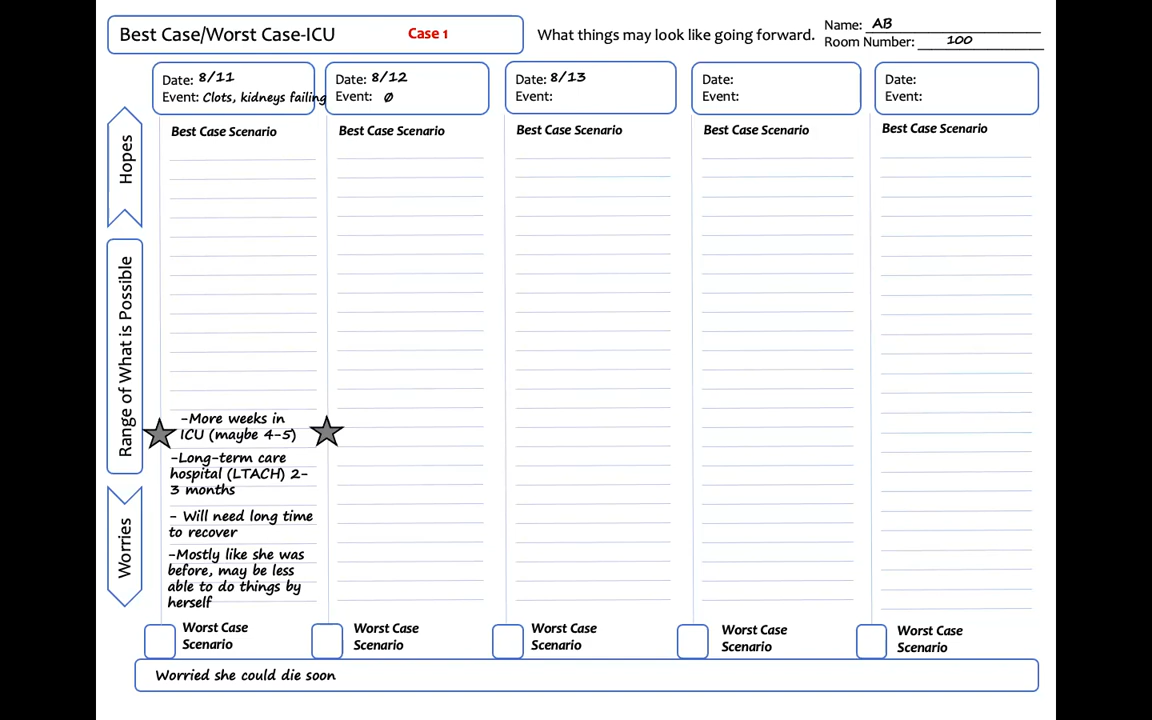 Best Case/Worst Case-ICU
Case 1
What things may look like going forward.
Name: AB
Room Number: 100
Date: 8/11
Event: Clots, kidneys failing
Date: 8/12
Event: Ø
Date: 8/13
Event:
Date:
Event:
Date:
Event:
Hopes
Range of What is Possible
Worries
Best Case Scenario
Best Case Scenario
Best Case Scenario
Best Case Scenario
Best Case Scenario
-More weeks in
ICU (maybe 4-5)
-Long-term care
hospital (LTACH) 2-
3 months
- Will need long time
to recover
-Mostly like she was
before, may be less
able to do things by
herself
Worst Case
Scenario
Worst Case
Scenario
Worst Case
Scenario
Worst Case
Scenario
Worst Case
Scenario
Worried she could die soon